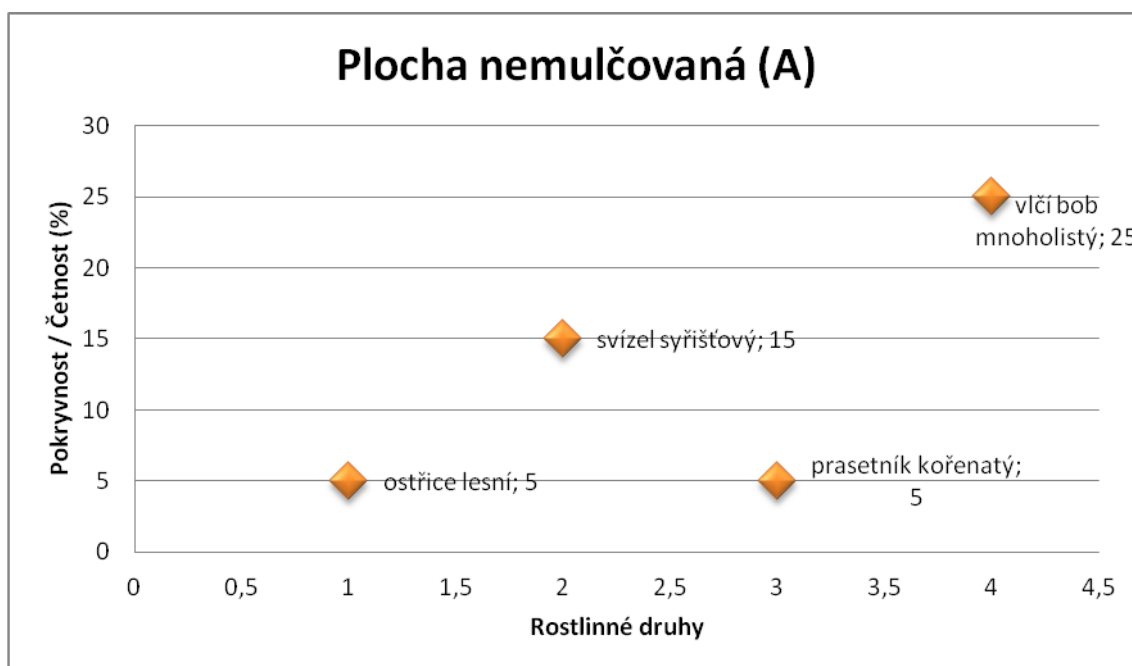 Plocha nemulčovaná (A)
Pokryvnost / Četnost (%)
30
25
20
15
10
5
0
vlčí bob
mnoholistý; 25
svízel syřišťový; 15
ostřice lesní; 5
prasetník kořenatý;
5
0 0,5 1 1,5 2 2,5 3 3,5 4 4,5
Rostlinné druhy